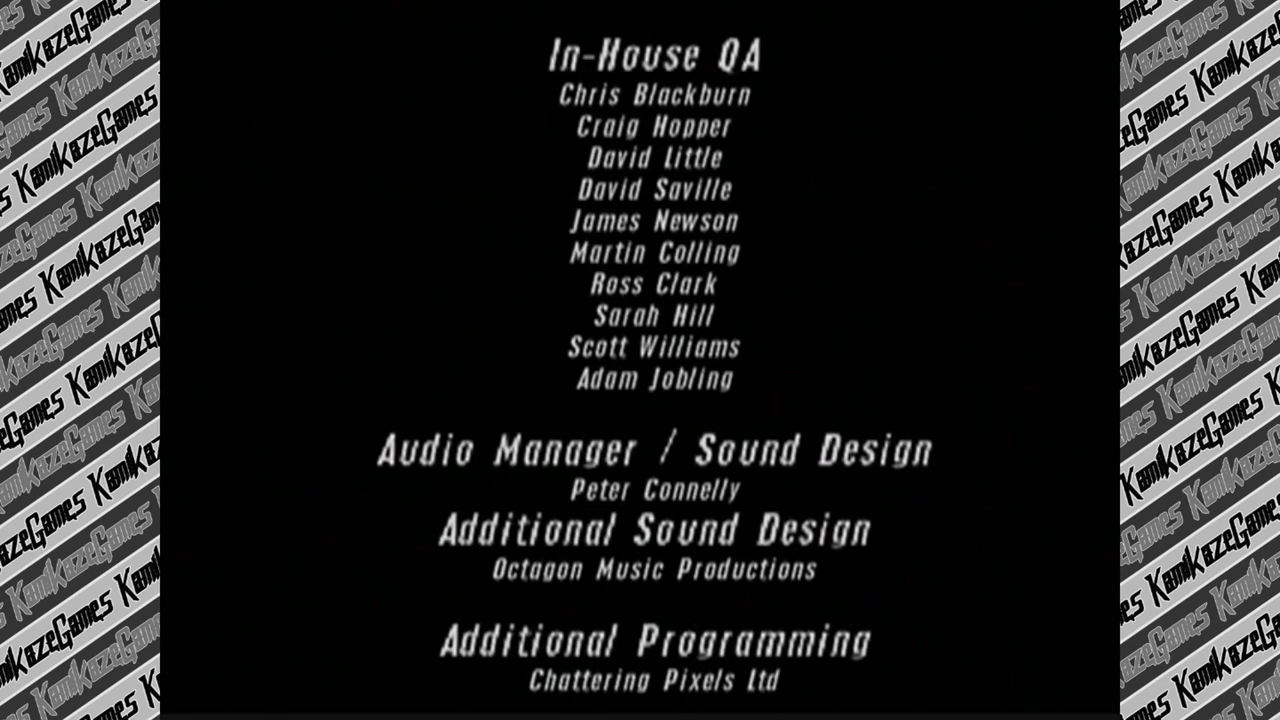 In-House QA
Chris Blackburn
Craig Hopper
David Little
David Saville
James Newson
Martin Colling
Ross Clark
Sarah Hill
Scott Williams
Adam Jobling
Audio Manager / Sound Design
Peter Connelly
Additional Sound Design
Octagon Music Productions
Additional Programming
Chattering Pixels Ltd
KamikazeGames